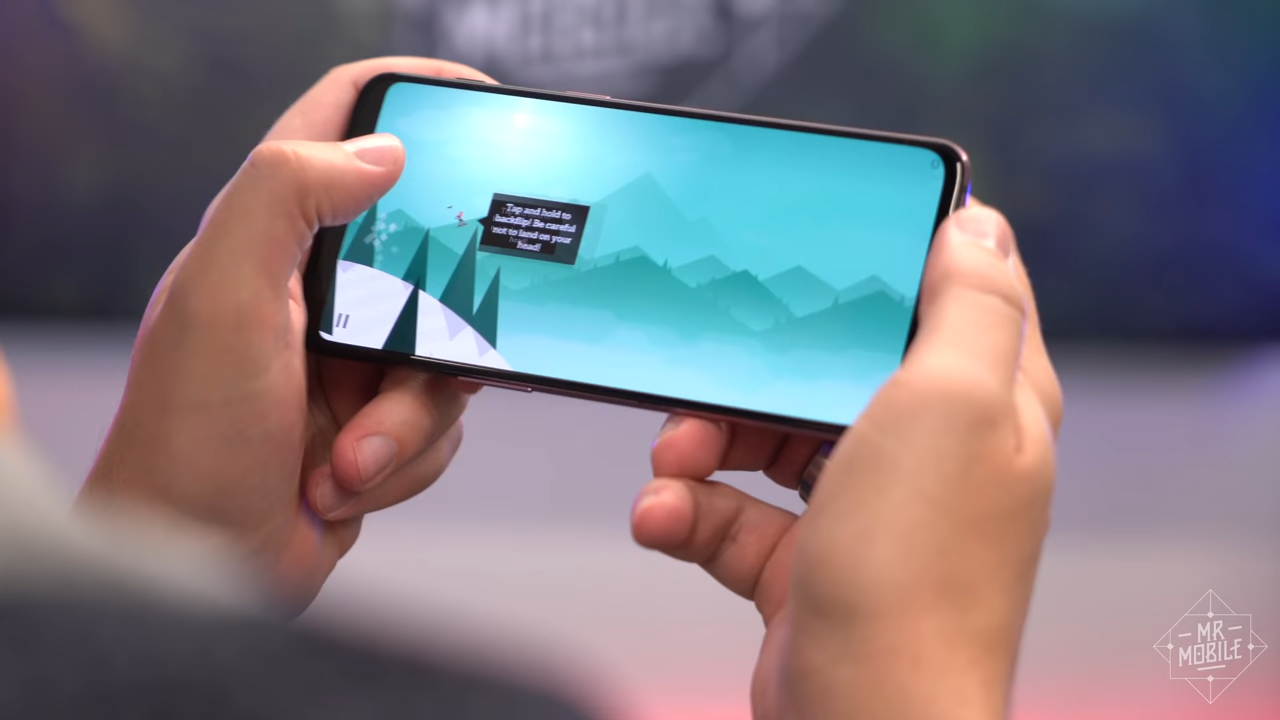 Tap and hold to
backflip! Be careful
not to land on your
head!
MR
MOBILE